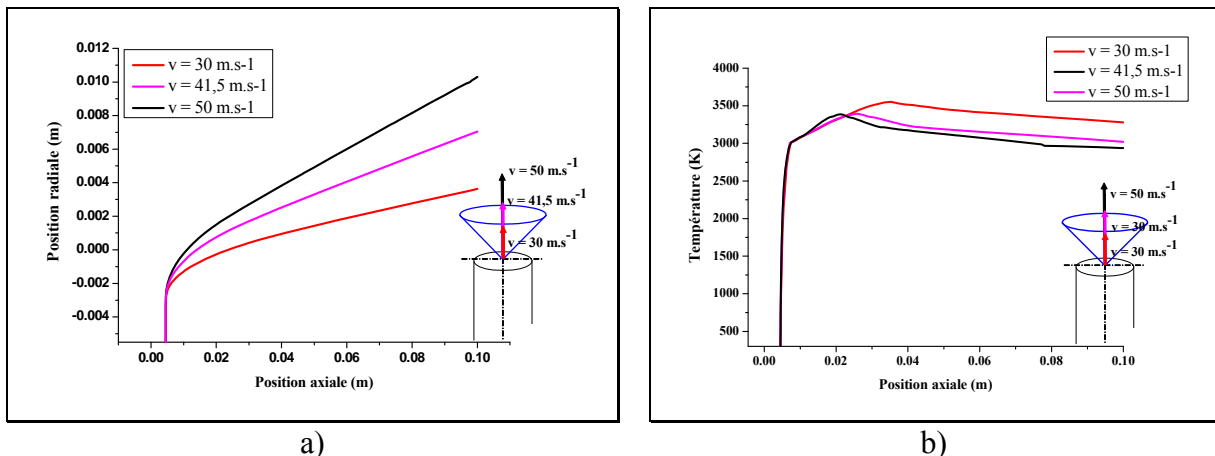 0.012
0.010
0.008
0.006
0.004
0.002
0.000
-0.002
-0.004
Position radiale (m)
v = 30 m.s-1
v = 41,5 m.s-1
v = 50 m.s-1
v = 50 m.s-1
v = 41,5 m.s-1
v = 30 m.s-1
0.00 0.02 0.04 0.06 0.08 0.10
Position axiale (m)
a)
4000
3500
3000
2500
2000
1500
1000
500
Température (K)
v = 30 m.s-1
v = 41,5 m.s-1
v = 50 m.s-1
v = 50 m.s-1
v = 30 m.s-1
v = 30 m.s-1
0.00 0.02 0.04 0.06 0.08 0.10
Position axiale (m)
b)